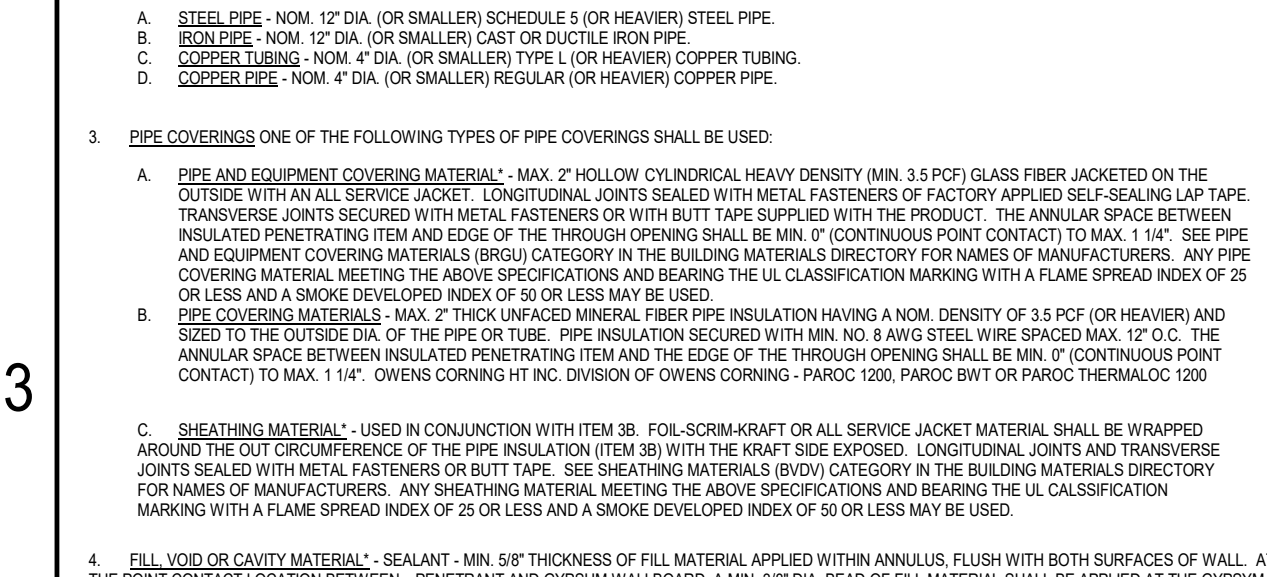 A. STEEL PIPE - NOM. 12" DIA. (OR SMALLER) SCHEDULE 5 (OR HEAVIER) STEEL PIPE.
B. IRON PIPE - NOM. 12" DIA. (OR SMALLER) CAST OR DUCTILE IRON PIPE.
C. COPPER TUBING - NOM. 4" DIA. (OR SMALLER) TYPE L (OR HEAVIER) COPPER TUBING.
D. COPPER PIPE - NOM. 4" DIA. (OR SMALLER) REGULAR (OR HEAVIER) COPPER PIPE.
3. PIPE COVERINGS ONE OF THE FOLLOWING TYPES OF PIPE COVERINGS SHALL BE USED:
A. PIPE AND EQUIPMENT COVERING MATERIAL* - MAX. 2" HOLLOW CYLINDRICAL HEAVY DENSITY (MIN. 3.5 PCF) GLASS FIBER JACKETED ON THE
OUTSIDE WITH AN ALL SERVICE JACKET. LONGITUDINAL JOINTS SEALED WITH METAL FASTENERS OF FACTORY APPLIED SELF-SEALING LAP TAPE.
TRANSVERSE JOINTS SECURED WITH METAL FASTENERS OR WITH BUTT TAPE SUPPLIED WITH THE PRODUCT. THE ANNULAR SPACE BETWEEN
INSULATED PENETRATING ITEM AND EDGE OF THE THROUGH OPENING SHALL BE MIN. 0" (CONTINUOUS POINT CONTACT) TO MAX. 1 1/4". SEE PIPE
AND EQUIPMENT COVERING MATERIALS (BRGU) CATEGORY IN THE BUILDING MATERIALS DIRECTORY FOR NAMES OF MANUFACTURERS. ANY PIPE
COVERING MATERIAL MEETING THE ABOVE SPECIFICATIONS AND BEARING THE UL CLASSIFICATION MARKING WITH A FLAME SPREAD INDEX OF 25
OR LESS AND A SMOKE DEVELOPED INDEX OF 50 OR LESS MAY BE USED.
B. PIPE COVERING MATERIALS - MAX. 2" THICK UNFACED MINERAL FIBER PIPE INSULATION HAVING A NOM. DENSITY OF 3.5 PCF (OR HEAVIER) AND
SIZED TO THE OUTSIDE DIA. OF THE PIPE OR TUBE. PIPE INSULATION SECURED WITH MIN. NO. 8 AWG STEEL WIRE SPACED MAX. 12" O.C. THE
ANNULAR SPACE BETWEEN INSULATED PENETRATING ITEM AND THE EDGE OF THE THROUGH OPENING SHALL BE MIN. 0" (CONTINUOUS POINT
CONTACT) TO MAX. 1 1/4". OWENS CORNING HT INC. DIVISION OF OWENS CORNING - PAROC 1200, PAROC BWT OR PAROC THERMALOC 1200
3
C. SHEATHING MATERIAL* - USED IN CONJUNCTION WITH ITEM 3B. FOIL-SCRIM-KRAFT OR ALL SERVICE JACKET MATERIAL SHALL BE WRAPPED
AROUND THE OUT CIRCUMFERENCE OF THE PIPE INSULATION (ITEM 3B) WITH THE KRAFT SIDE EXPOSED. LONGITUDINAL JOINTS AND TRANSVERSE
JOINTS SEALED WITH METAL FASTENERS OR BUTT TAPE. SEE SHEATHING MATERIALS (BVDV) CATEGORY IN THE BUILDING MATERIALS DIRECTORY
FOR NAMES OF MANUFACTURERS. ANY SHEATHING MATERIAL MEETING THE ABOVE SPECIFICATIONS AND BEARING THE UL CALSSIFICATION
MARKING WITH A FLAME SPREAD INDEX OF 25 OR LESS AND A SMOKE DEVELOPED INDEX OF 50 OR LESS MAY BE USED.
4. FILL, VOID OR CAVITY MATERIAL* - SEALANT - MIN. 5/8" THICKNESS OF FILL MATERIAL APPLIED WITHIN ANNULUS, FLUSH WITH BOTH SURFACES OF WALL.
THE POINT CONTACT LOCATION BETWEEN PENETRANT AND GYPSUM WALLBOARD, A MIN. DIA. BEAD OF FILL MATERIAL SHALL BE APPLIED AT THE